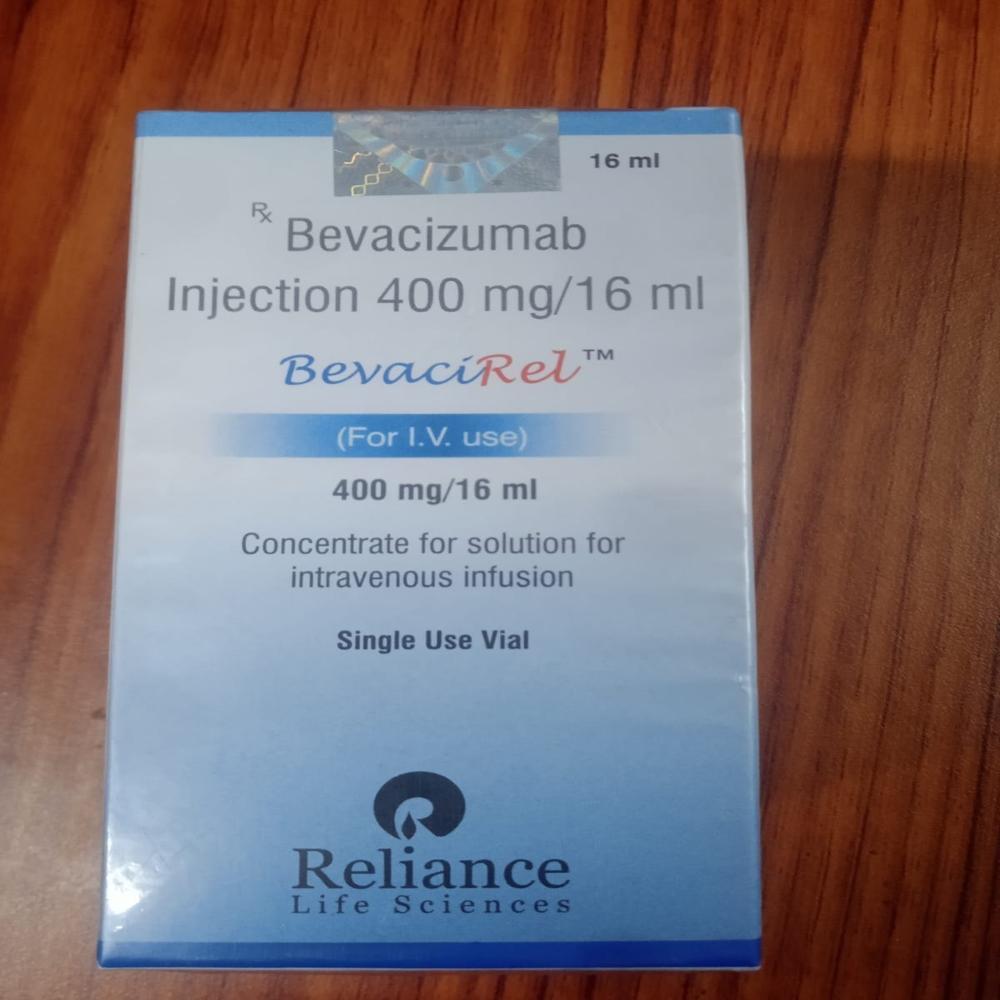 16 ml
Rx Bevacizumab
Injection 400 mg/16 ml
BevaciRel™
(For I.V. use)
400 mg/16 ml
Concentrate for solution for
intravenous infusion
Single Use Vial
Reliance
Life Sciences